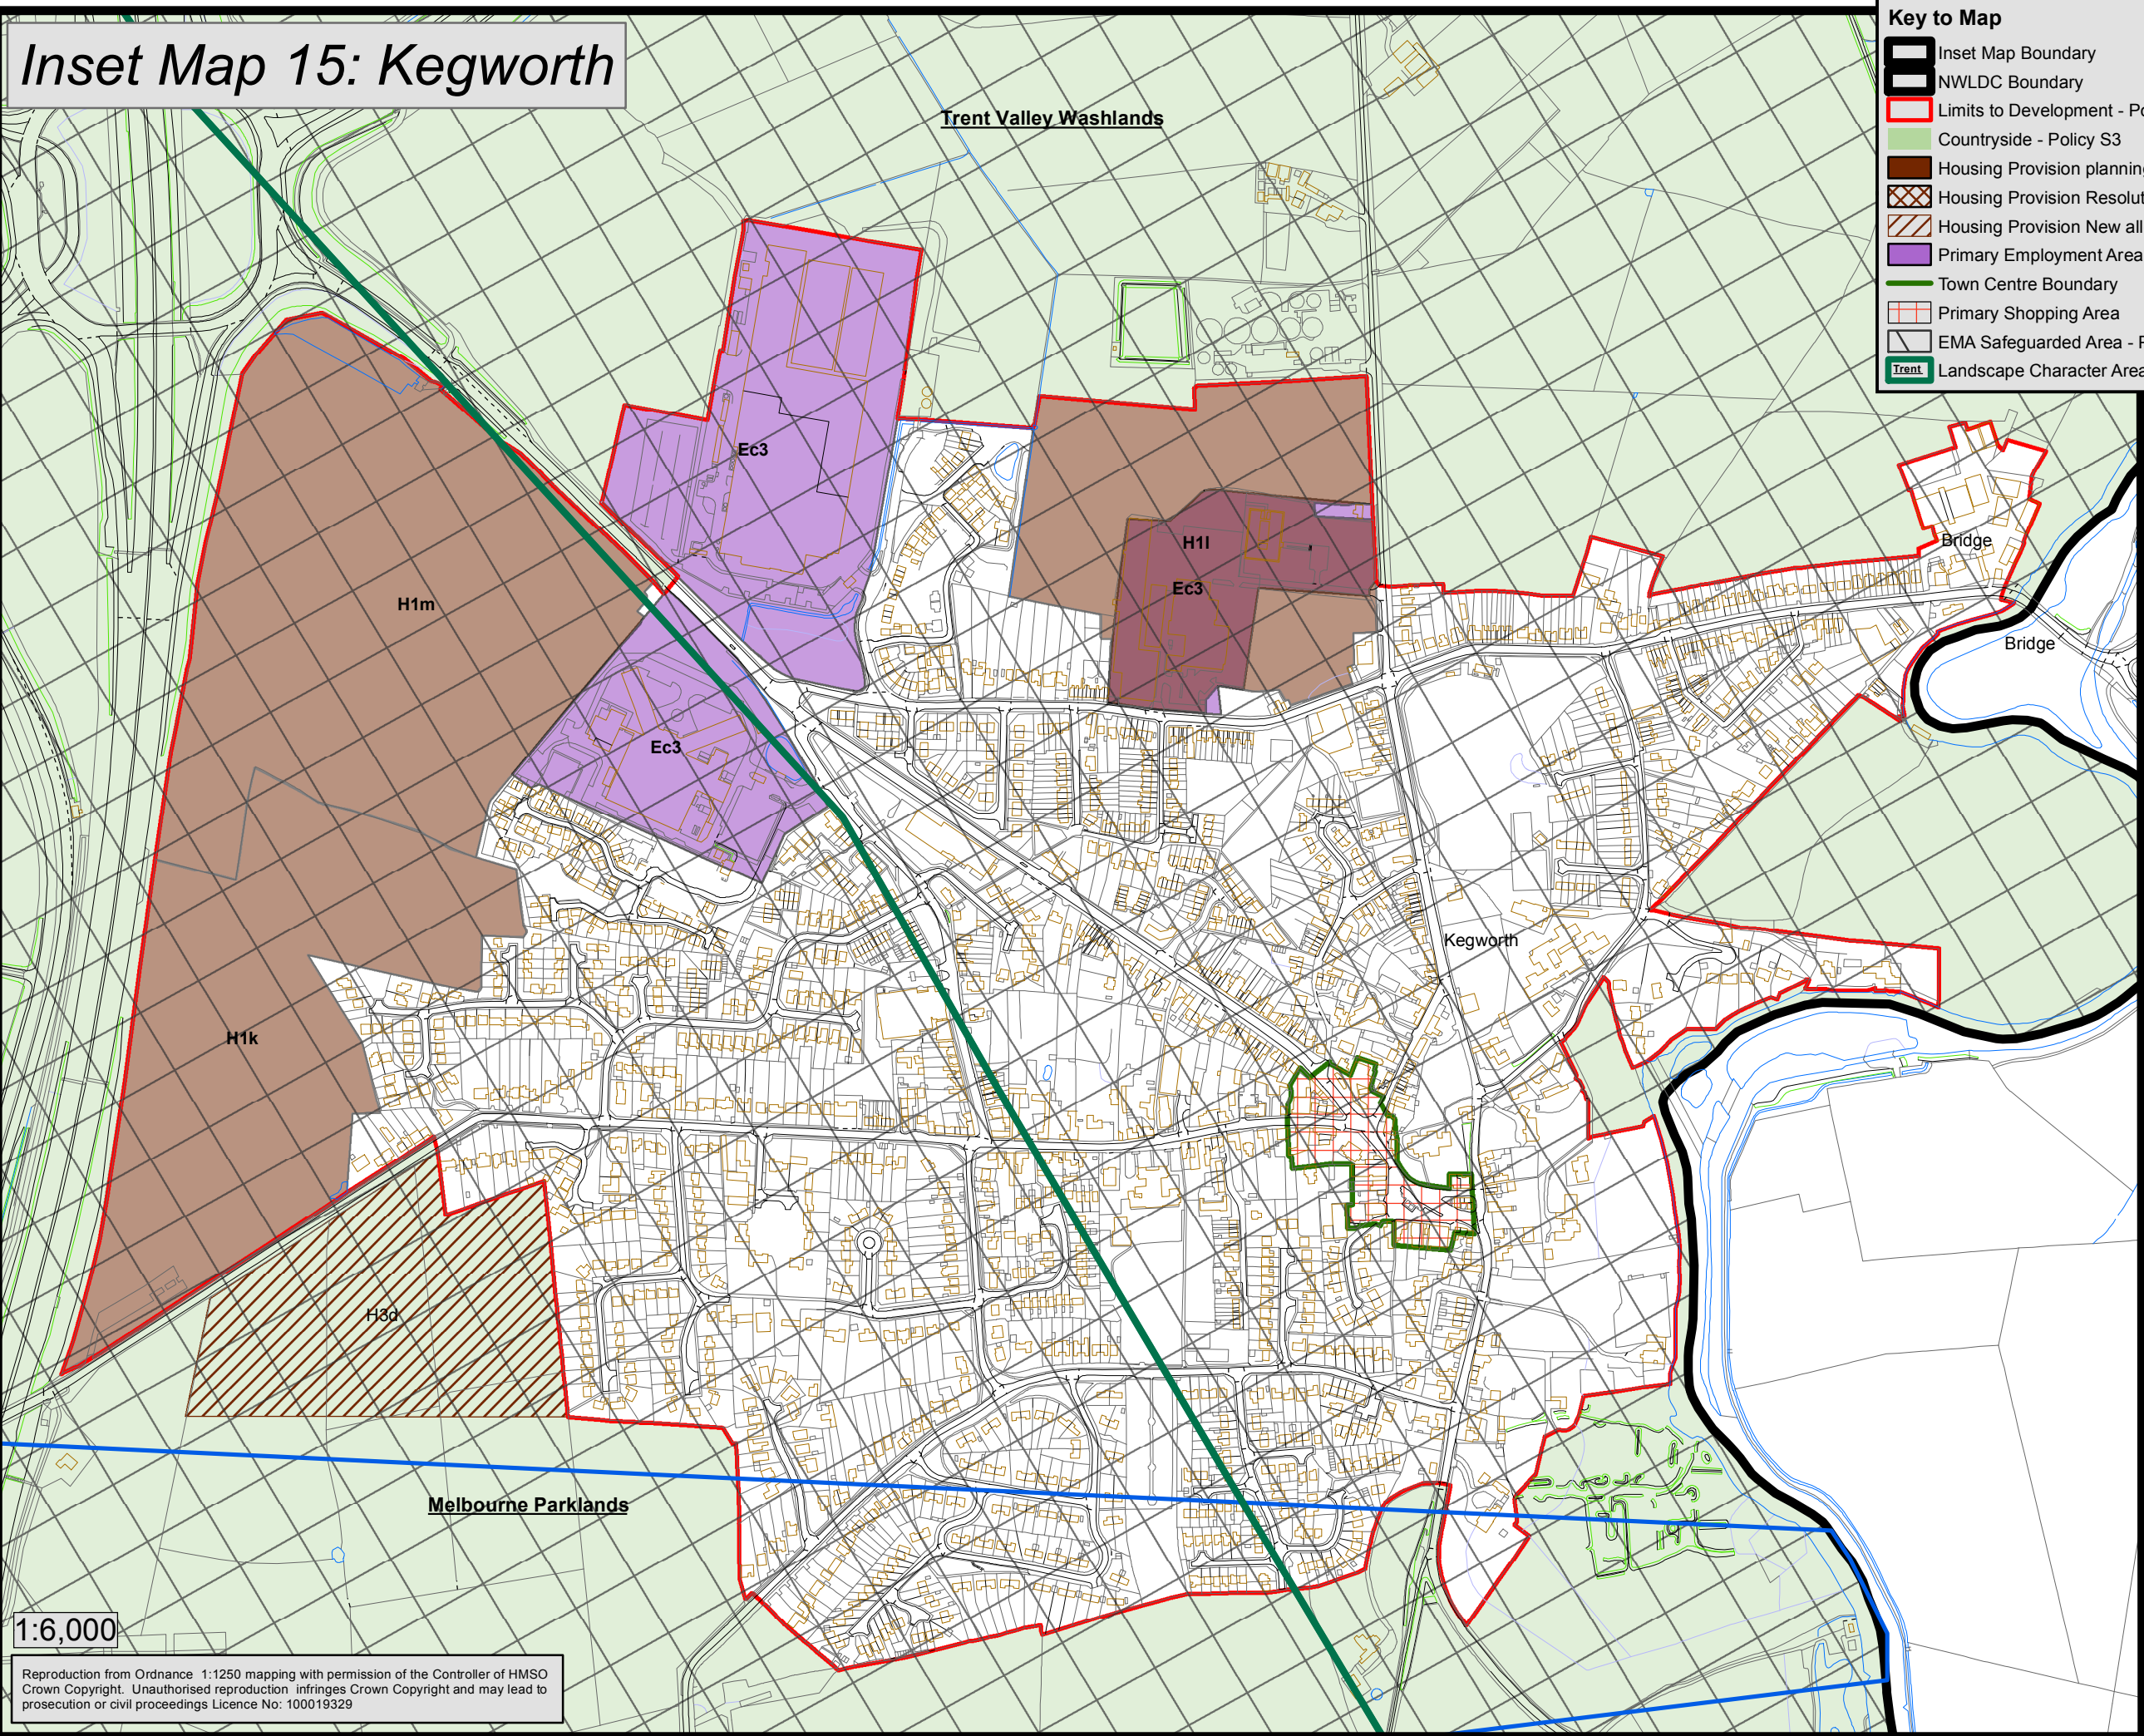 Inset Map 15: Kegworth
Key to Map
Inset Map Boundary
NWLDC Boundary
Limits to Development - Po
Countryside - Policy S3
Housing Provision planning
Housing Provision Resolut
Housing Provision New all
Primary Employment Area
Town Centre Boundary
Primary Shopping Area
EMA Safeguarded Area - P
Trent
Landscape Character Area
Trent Valley Washlands
Ec3
H1l
Ec3
H1m
Bridge
Bridge
Ec3
Kegworth
H1k
H3d
Melbourne Parklands
1:6,000
Reproduction from Ordnance 1:1250 mapping with permission of the Controller of HMSO
Crown Copyright. Unauthorised reproduction infringes Crown Copyright and may lead to
prosecution or civil proceedings Licence No: 100019329